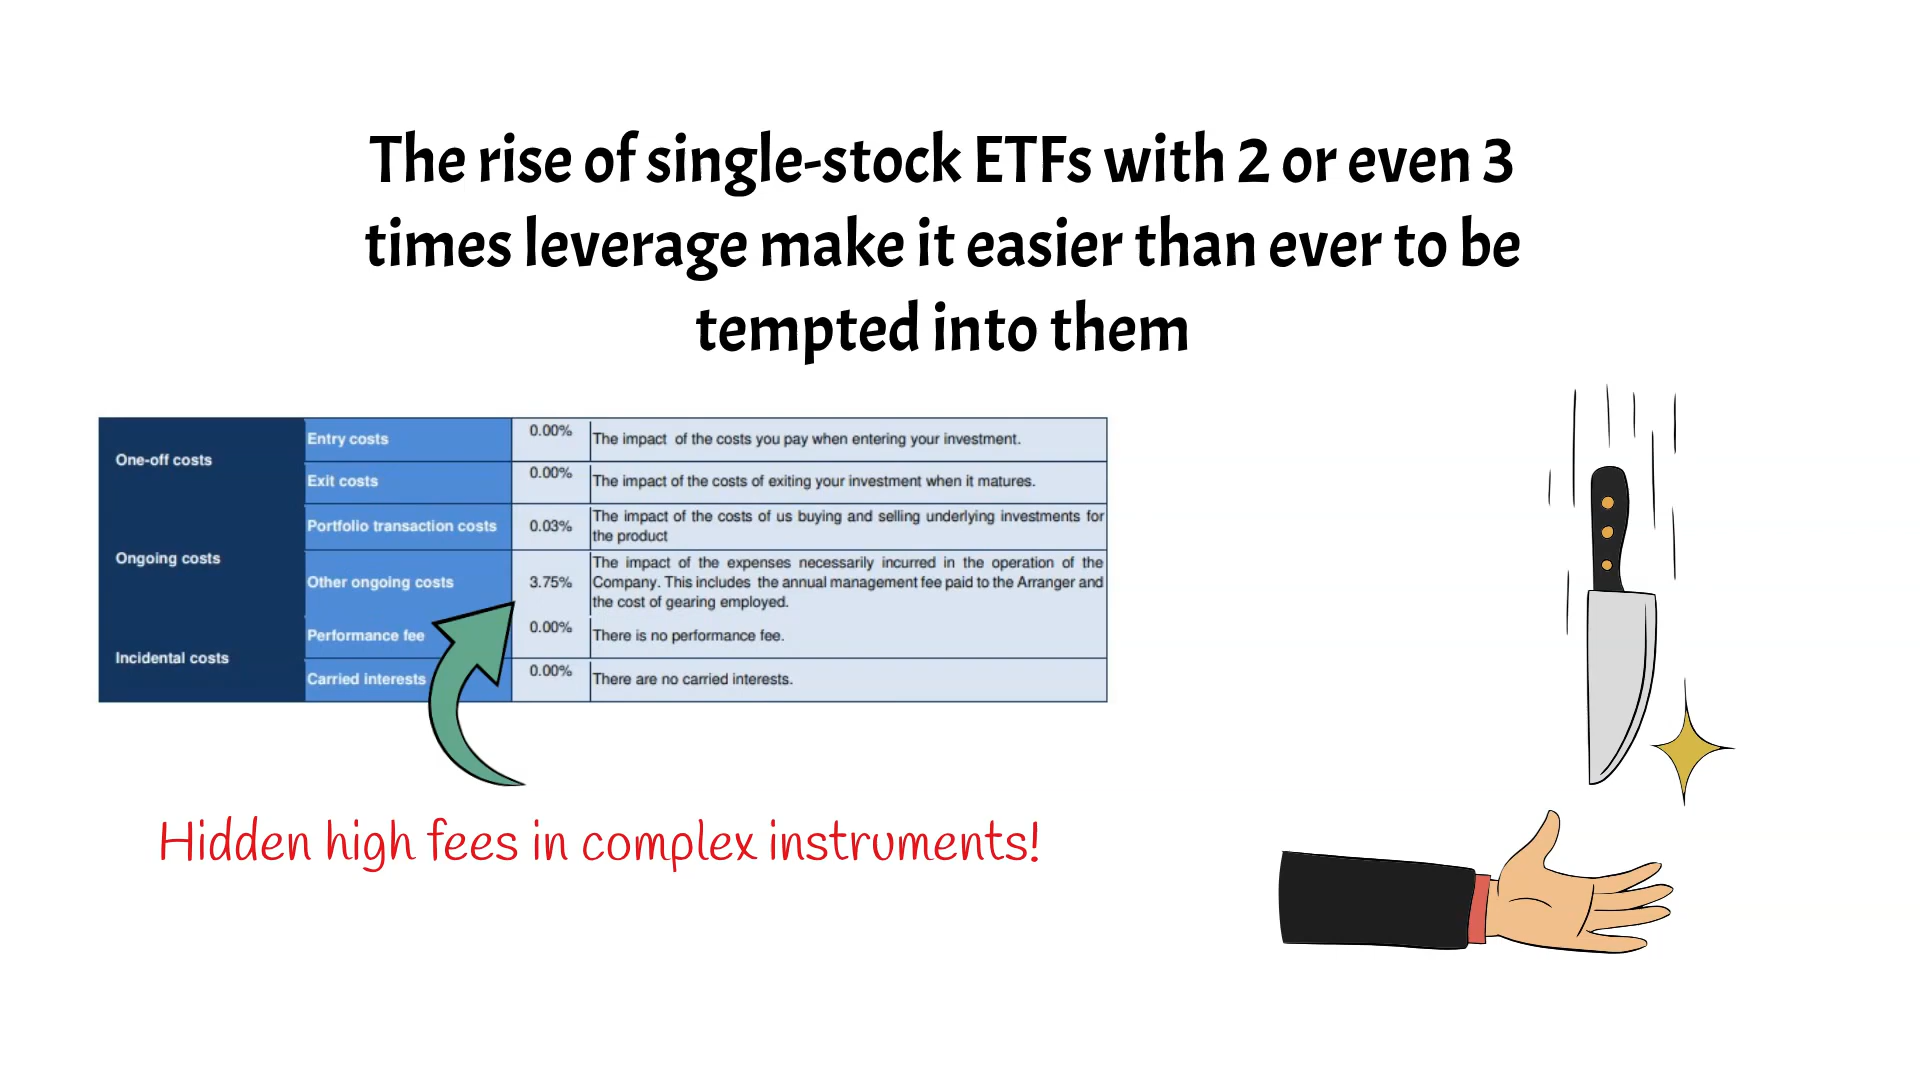 The rise of single-stock ETFs with 2 or even 3
times leverage make it easier than ever to be
tempted into them
One-off costs
Entry costs
0.00%
The impact of the costs you pay when entering your investment.
Exit costs
0.00%
The impact of the costs of exiting your investment when it matures.
Ongoing costs
Portfolio transaction costs
0.03%
The impact of the costs of us buying and selling underlying investments for
the product
Other ongoing costs
3.75%
The impact of the expenses necessarily incurred in the operation of the
Company. This includes the annual management fee paid to the Arranger and
the cost of gearing employed.
Incidental costs
Performance fee
0.00%
There is no performance fee.
Carried interests
0.00%
There are no carried interests.
Hidden high fees in complex instruments!